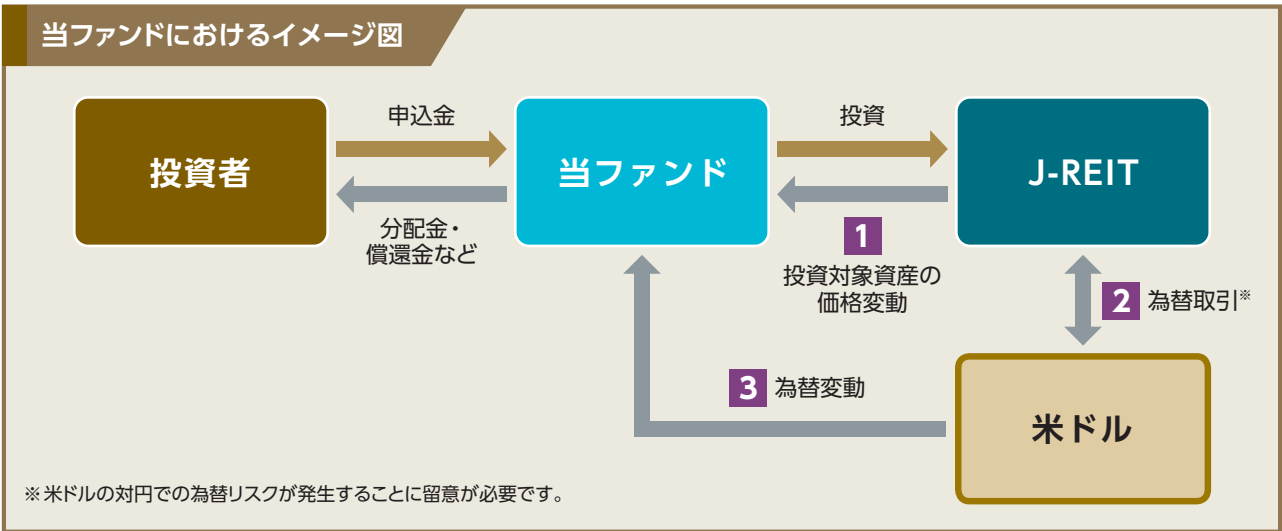 当ファンドにおけるイメージ図
投資者
申込金
分配金・
償還金など
当ファンド
投資
1
投資対象資産の
価格変動
J-REIT
2 為替取引※
3 為替変動
米ドル
※米ドルの対円での為替リスクが発生することに留意が必要です。